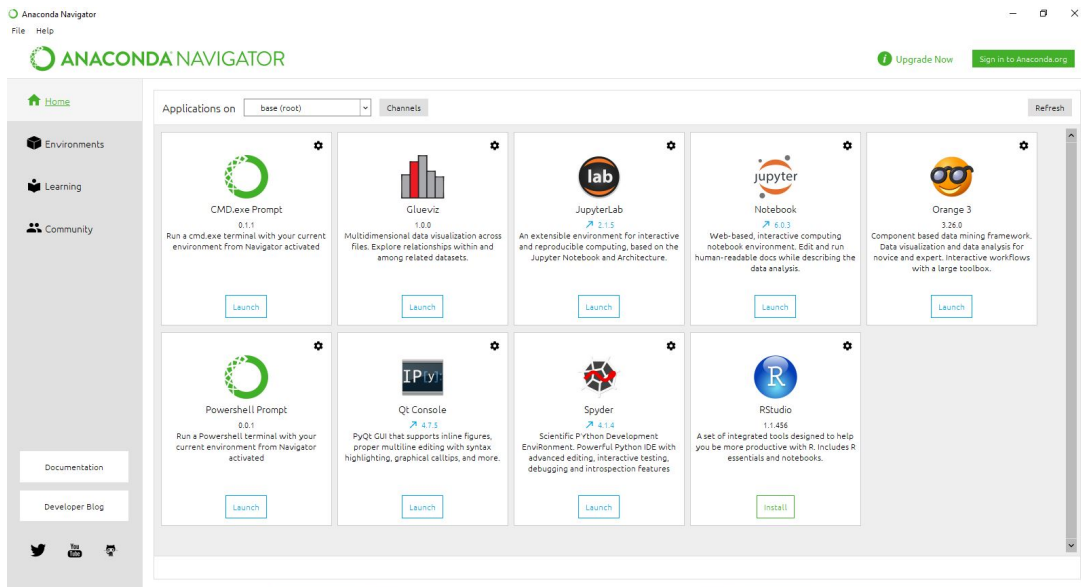 Anaconda Navigator
File Help
ANACONDA NAVIGATOR
Upgrade Now
Sign in to Anaconda.org
Home
Environments
Learning
Community
Documentation
Developer Blog
You
Tube
Applications on base (root) Channels Refresh
CMD.exe Prompt
0.1.1
Run a cmd.exe terminal with your current
environment from Navigator activated
Launch
Glueviz
1.0.0
Multidimensional data visualization across
files. Explore relationships within and
among related datasets.
Launch
lab
JupyterLab
2.1.5
An extensible environment for interactive
and reproducible computing, based on the
Jupyter Notebook and Architecture.
Launch
jupyter
Notebook
6.0.3
Web-based, interactive computing
notebook environment. Edit and run
human-readable docs while describing the
data analysis.
Launch
Orange 3
3.26.0
Component based data mining framework.
Data visualization and data analysis for
novice and expert. Interactive workflows
with a large toolbox.
Launch
Powershell Prompt
0.0.1
Run a Powershell terminal with your
current environment from Navigator
activated
Launch
IP[y]:
Qt Console
4.7.5
PyQt GUI that supports inline figures,
proper multiline editing with syntax
highlighting, graphical calltips, and more.
Launch
Spyder
4.1.4
Scientific PYthon Development
EnviRonment. Powerful Python IDE with
advanced editing, interactive testing,
debugging and introspection features
Launch
R
RStudio
1.1.456
A set of integrated tools designed to help
you be more productive with R. Includes R
essentials and notebooks.
Install